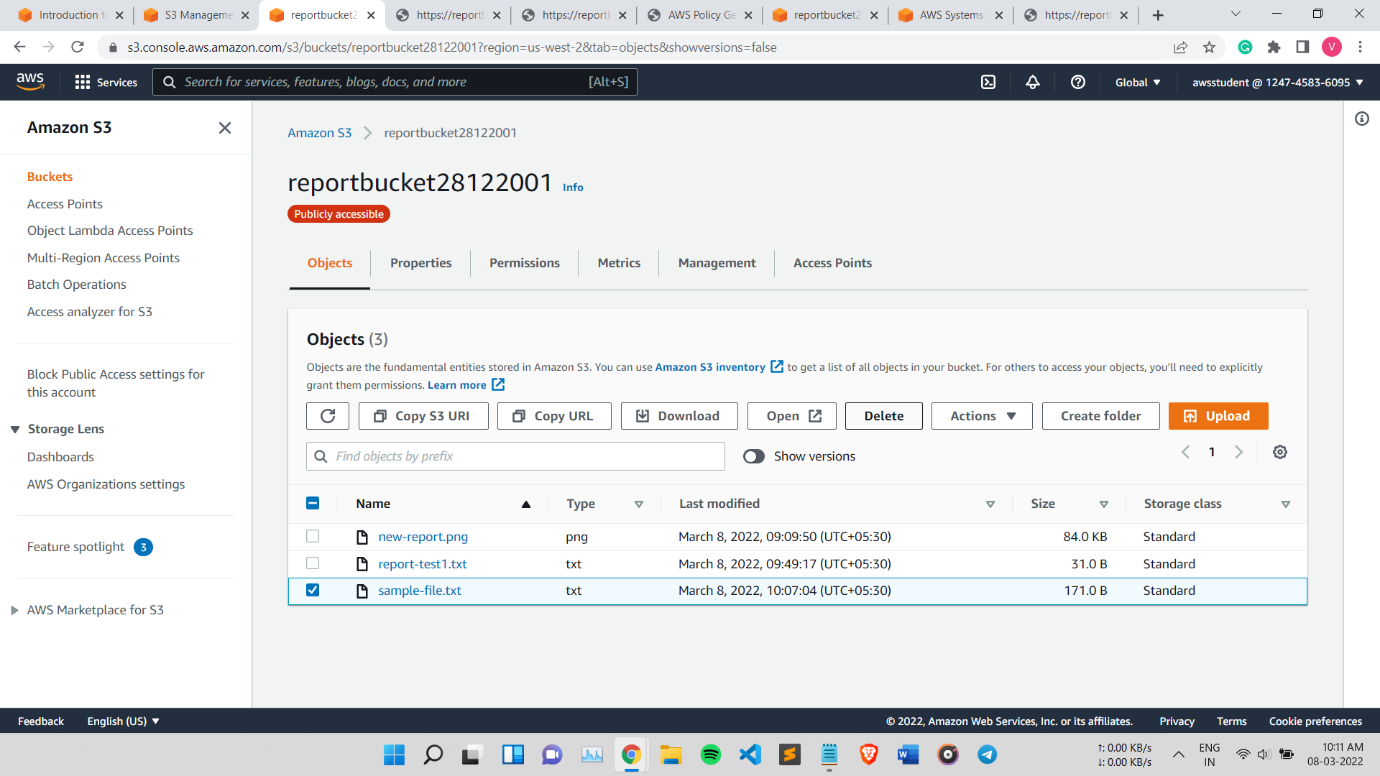 Introduction to
S3 Manageme
reportbucket2
https://report
https://report
AWS Policy Ge
reportbucket2
AWS Systems
https://report
s3.console.aws.amazon.com/s3/buckets/reportbucket28122001?region=us-west-2&tab=objects&showversions=false
V
aws
Services
Search for services, features, blogs, docs, and more
[Alt+S]
Global
awsstudent @ 1247-4583-6095
Amazon S3
Buckets
Access Points
Object Lambda Access Points
Multi-Region Access Points
Batch Operations
Access analyzer for S3
Block Public Access settings for
this account
Storage Lens
Dashboards
AWS Organizations settings
Feature spotlight 3
AWS Marketplace for S3
Amazon S3 > reportbucket28122001
reportbucket28122001 Info
Publicly accessible
Objects Properties Permissions Metrics Management Access Points
Objects (3)
Objects are the fundamental entities stored in Amazon S3. You can use Amazon S3 inventory to get a list of all objects in your bucket. For others to access your objects, you'll need to explicitly
grant them permissions. Learn more
Copy S3 URI Copy URL Download Open Delete Actions Create folder Upload
Find objects by prefix Show versions 1
Name Type Last modified Size Storage class
new-report.png png March 8, 2022, 09:09:50 (UTC+05:30) 84.0 KB Standard
report-test1.txt txt March 8, 2022, 09:49:17 (UTC+05:30) 31.0 B Standard
sample-file.txt txt March 8, 2022, 10:07:04 (UTC+05:30) 171.0 B Standard
Feedback English (US) © 2022, Amazon Web Services, Inc. or its affiliates. Privacy Terms Cookie preferences
↑: 0.00 KB/s
↓: 0.00 KB/s
ENG
IN
10:11 AM
08-03-2022